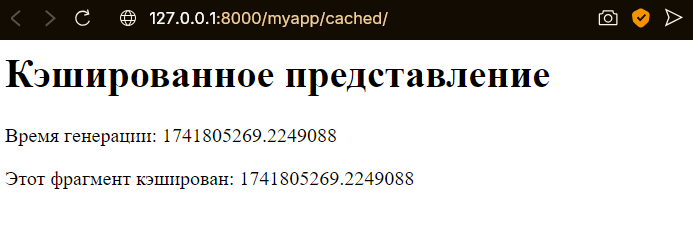 127.0.0.1:8000/myapp/cached/
Кэшированное представление
Время генерации: 1741805269.2249088
Этот фрагмент кэширован: 1741805269.2249088